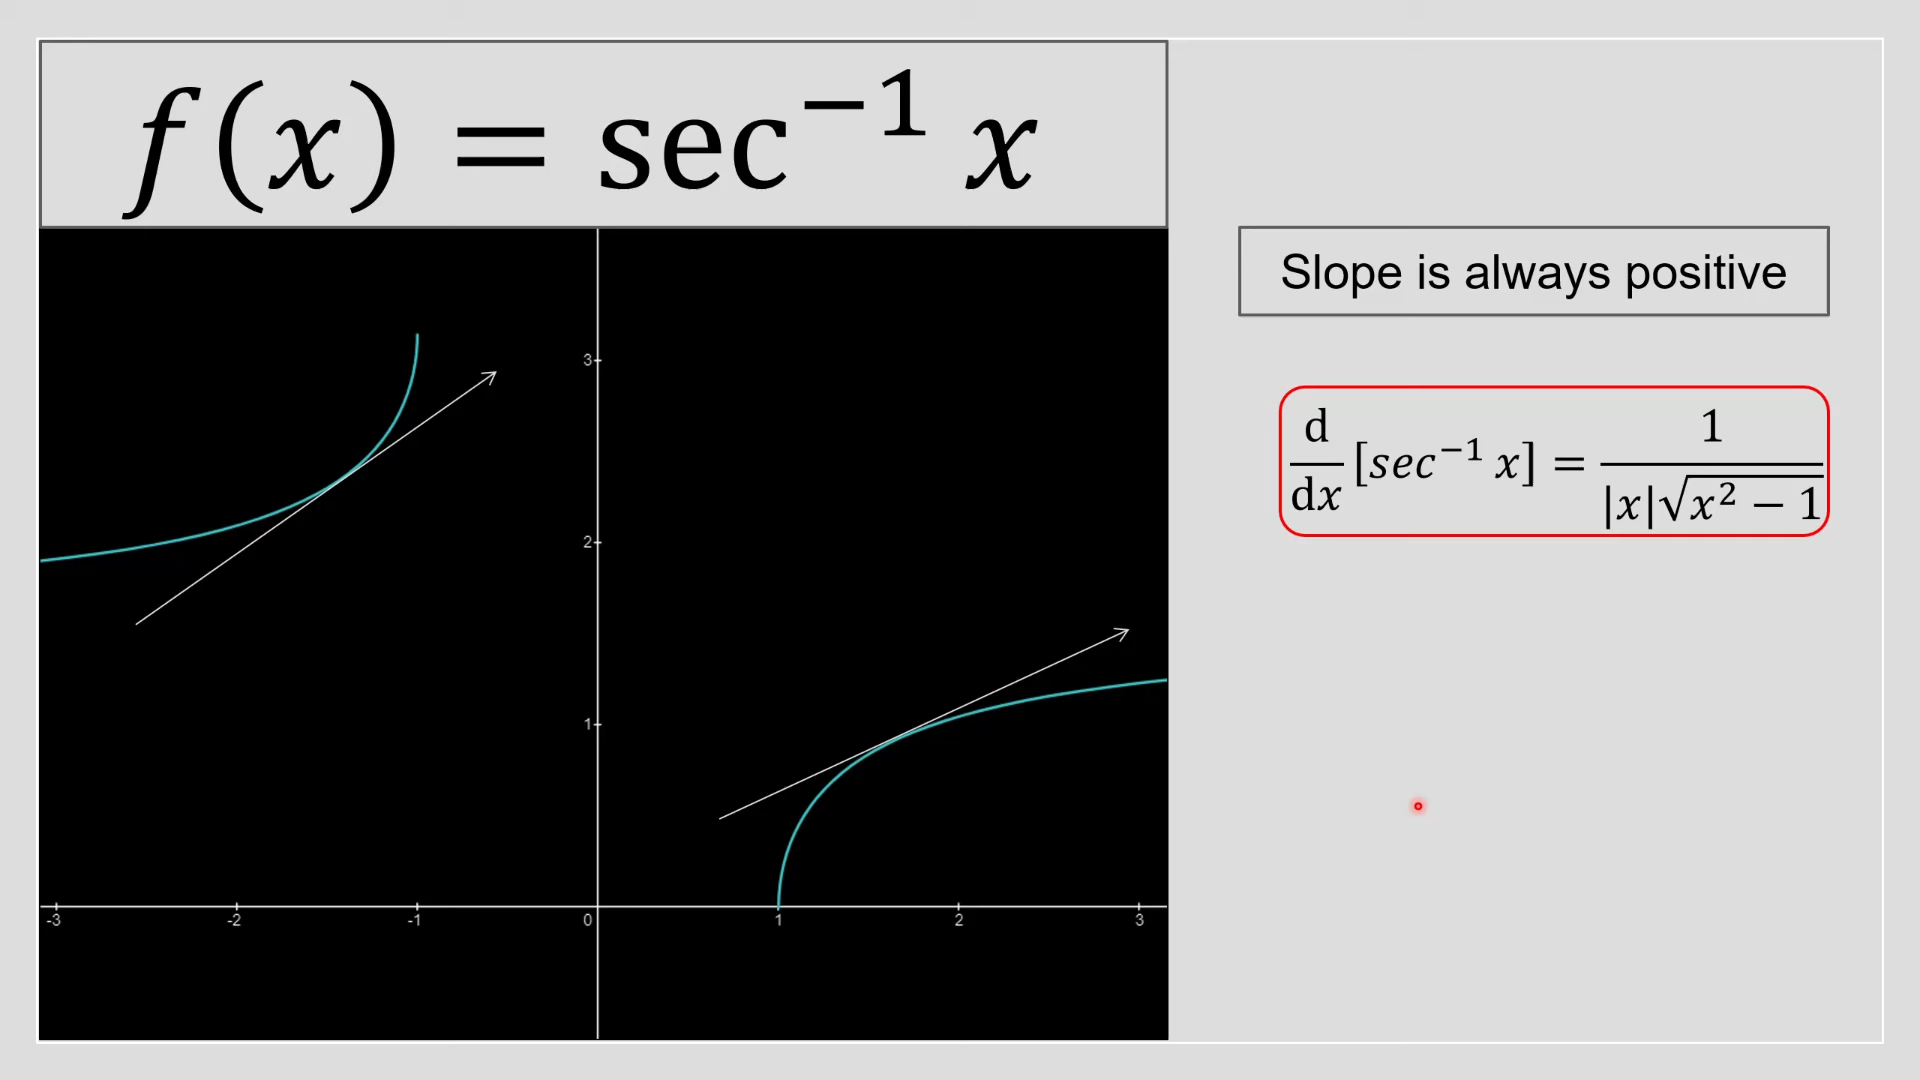 f(x) = sec⁻¹ x
Slope is always positive
d/dx [sec⁻¹ x] = 1/(|x|√(x² − 1))
3
2
1
-3 -2 -1 0 1 2 3